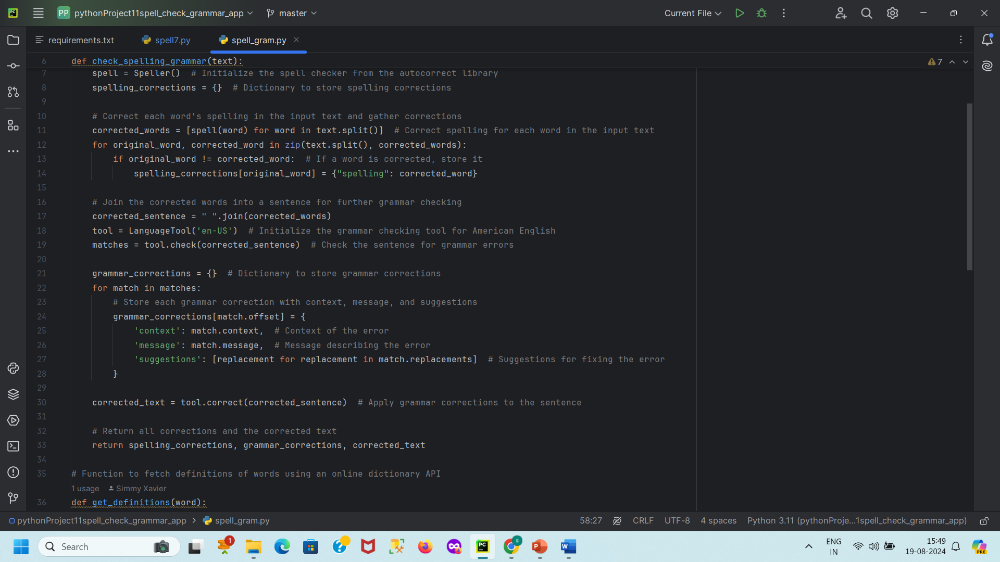 PP pythonProject11spell_check_grammar_app master Current File
requirements.txt spell7.py spell_gram.py
6 def check_spelling_grammar(text): 7
7 spell = Speller() # Initialize the spell checker from the autocorrect library
8 spelling_corrections = {} # Dictionary to store spelling corrections
9
10 # Correct each word's spelling in the input text and gather corrections
11 corrected_words = [spell(word) for word in text.split()] # Correct spelling for each word in the input text
12 for original_word, corrected_word in zip(text.split(), corrected_words):
13 if original_word != corrected_word: # If a word is corrected, store it
14 spelling_corrections[original_word] = {"spelling": corrected_word}
15
16 # Join the corrected words into a sentence for further grammar checking
17 corrected_sentence = " ".join(corrected_words)
18 tool = LanguageTool('en-US') # Initialize the grammar checking tool for American English
19 matches = tool.check(corrected_sentence) # Check the sentence for grammar errors
20
21 grammar_corrections = {} # Dictionary to store grammar corrections
22 for match in matches:
23 # Store each grammar correction with context, message, and suggestions
24 grammar_corrections[match.offset] = {
25 'context': match.context, # Context of the error
26 'message': match.message, # Message describing the error
27 'suggestions': [replacement for replacement in match.replacements] # Suggestions for fixing the error
28 }
29
30 corrected_text = tool.correct(corrected_sentence) # Apply grammar corrections to the sentence
31
32 # Return all corrections and the corrected text
33 return spelling_corrections, grammar_corrections, corrected_text
34
35 # Function to fetch definitions of words using an online dictionary API
1 usage Simmy Xavier
36 def get_definitions(word):
pythonProject11spell_check_grammar_app > spell_gram.py 58:27 CRLF UTF-8 4 spaces Python 3.11 (pythonProje...1spell_check_grammar_app)
Search 1 PC S P W ENG 15:49
IN 19-08-2024 PRE